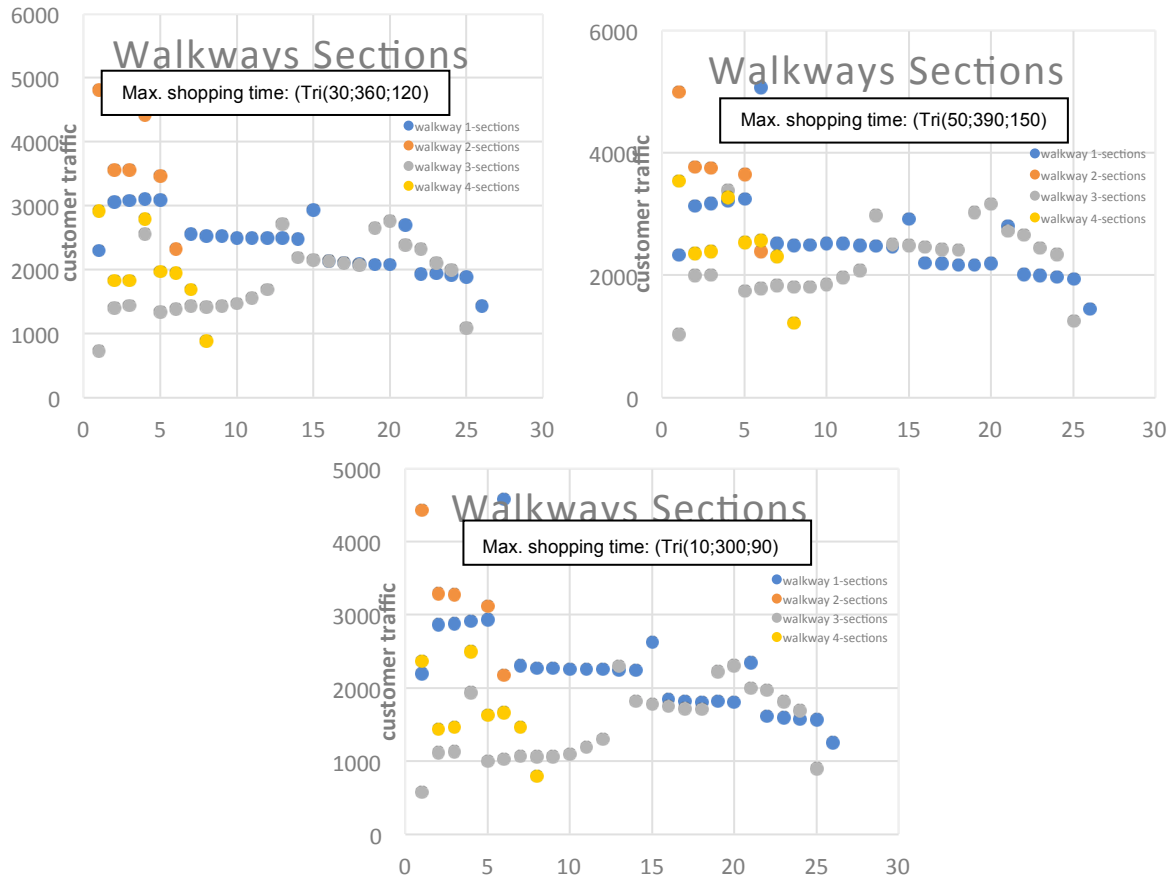 6000
5000
4000
3000
2000
1000
0
customer traffic
Walkways Sections
Max. shopping time: (Tri(30;360;120)
walkway 1-sections
walkway 2-sections
walkway 3-sections
walkway 4-sections
0 5 10 15 20 25 30
6000
4000
2000
0
customer traffic
Walkways Sections
Max. shopping time: (Tri(50;390;150)
walkway 1-sections
walkway 2-sections
walkway 3-sections
walkway 4-sections
0 5 10 15 20 25 30
5000
4000
3000
2000
1000
0
customer traffic
Walkways Sections
Max. shopping time: (Tri(10;300;90)
walkway 1-sections
walkway 2-sections
walkway 3-sections
walkway 4-sections
0 5 10 15 20 25 30